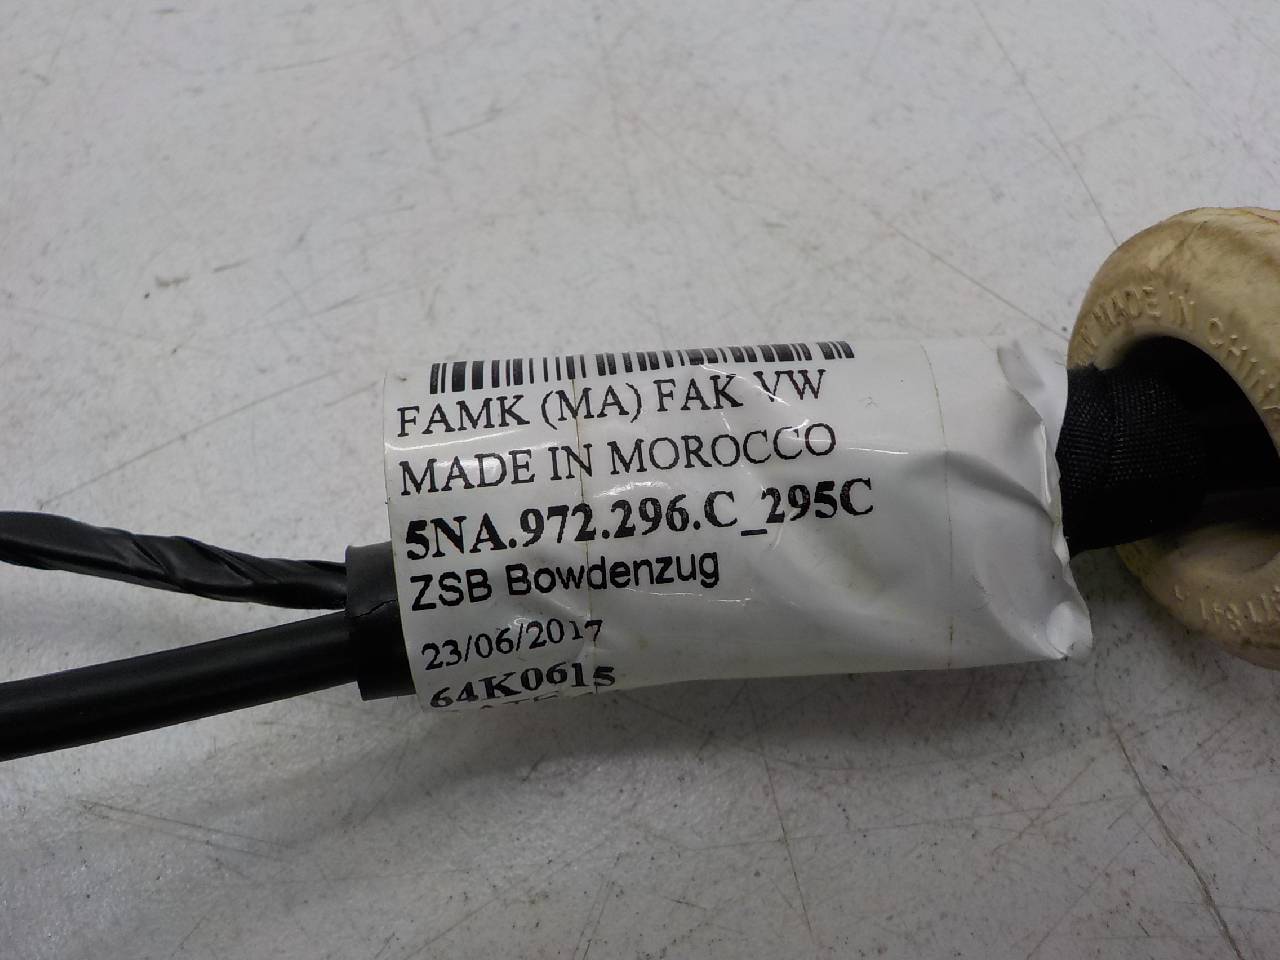 FAMK (MA) FAK VW
MADE IN MOROCCO
5NA.972.296.C_295C
ZSB Bowdenzug
23/06/2017
64K0615
MADE IN CHINA